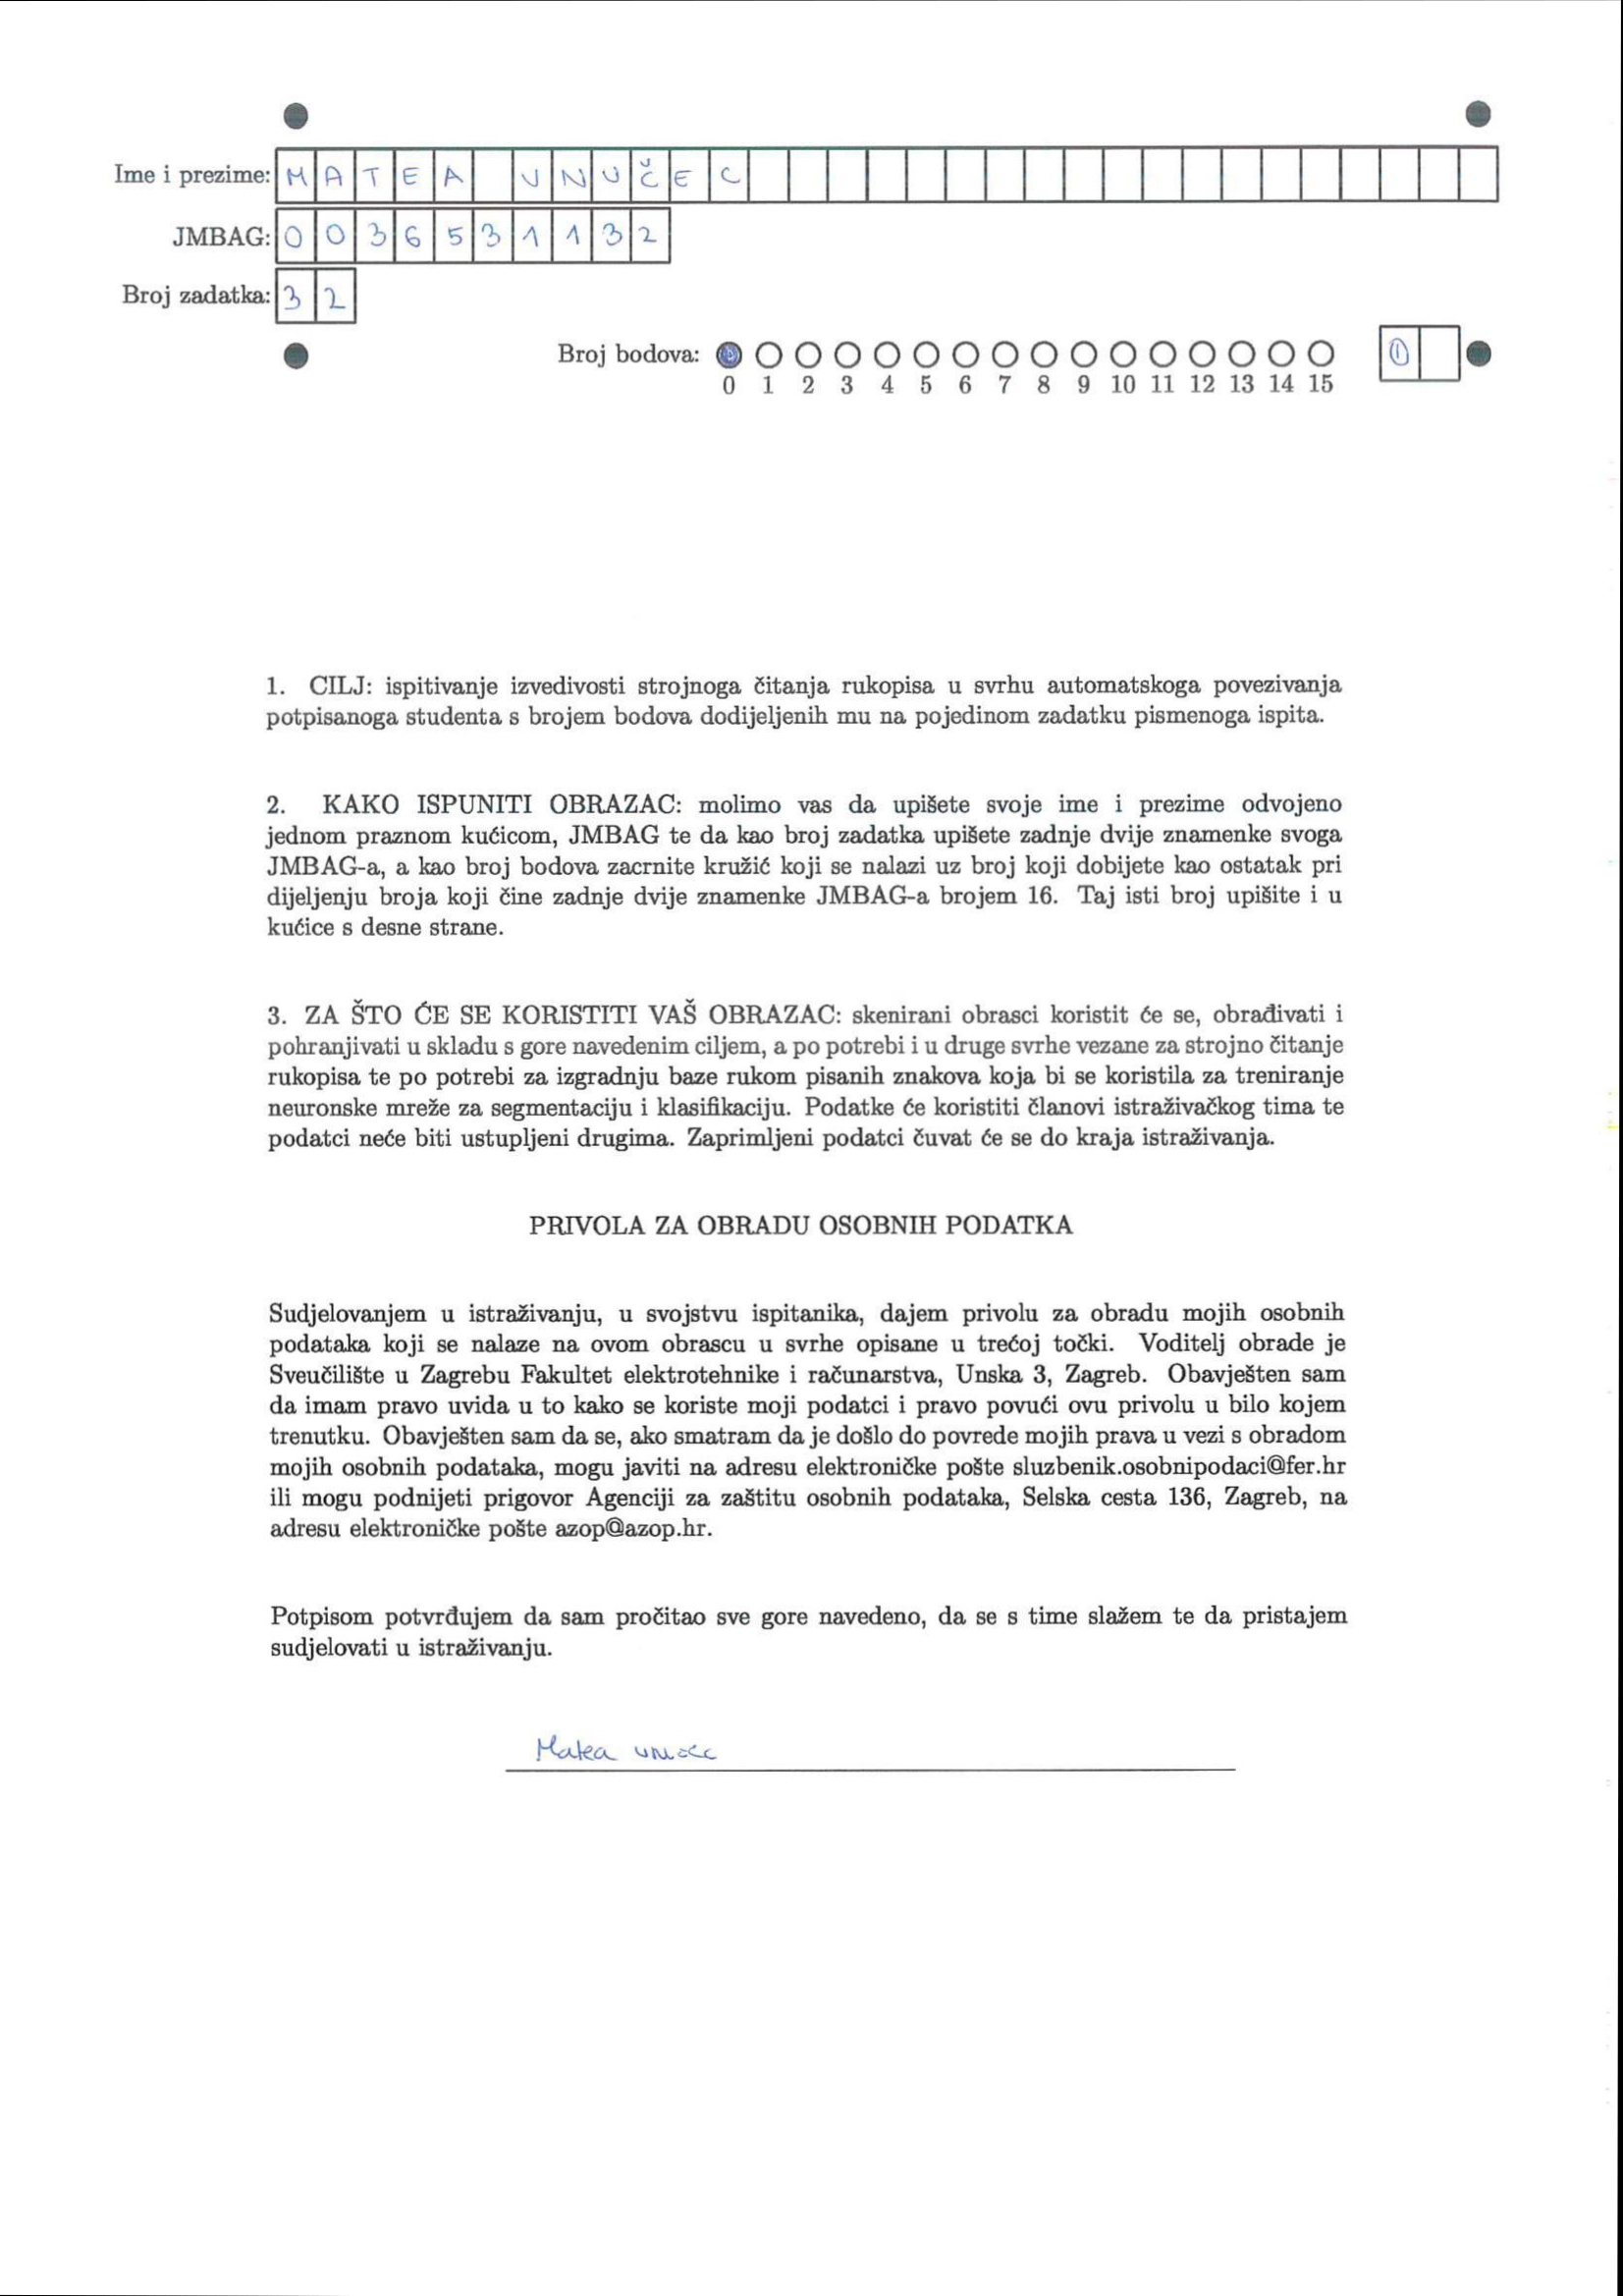 Ime i prezime: MATEA VNUČEC
JMBAG: 0036531132
Broj zadatka: 32
Broj bodova:
0 1 2 3 4 5 6 7 8 9 10 11 12 13 14 15
1. CILJ: ispitivanje izvedivosti strojnoga čitanja rukopisa u svrhu automatskoga povezivanja
potpisanoga studenta s brojem bodova dodijeljenih mu na pojedinom zadatku pismenoga ispita.
2. KAKO ISPUNITI OBRAZAC: molimo vas da upišete svoje ime i prezime odvojeno
jednom praznom kućicom, JMBAG te da kao broj zadatka upišete zadnje dvije znamenke svoga
JMBAG-a, a kao broj bodova zacrnite kružić koji se nalazi uz broj koji dobijete kao ostatak pri
dijeljenju broja koji čine zadnje dvije znamenke JMBAG-a brojem 16. Taj isti broj upišite i u
kućice s desne strane.
3. ZA ŠTO ĆE SE KORISTITI VAŠ OBRAZAC: skenirani obrasci koristit će se, obrađivati i
pohranjivati u skladu s gore navedenim ciljem, a po potrebi i u druge svrhe vezane za strojno čitanje
rukopisa te po potrebi za izgradnju baze rukom pisanih znakova koja bi se koristila za treniranje
neuronske mreže za segmentaciju i klasifikaciju. Podatke će koristiti članovi istraživačkog tima te
podatci neće biti ustupljeni drugima. Zaprimljeni podatci čuvat će se do kraja istraživanja.
PRIVOLA ZA OBRADU OSOBNIH PODATKA
Sudjelovanjem u istraživanju, u svojstvu ispitanika, dajem privolu za obradu mojih osobnih
podataka koji se nalaze na ovom obrascu u svrhe opisane u trećoj točki. Voditelj obrade je
Sveučilište u Zagrebu Fakultet elektrotehnike i računarstva, Unska 3, Zagreb. Obavješten sam
da imam pravo uvida u to kako se koriste moji podatci i pravo povući ovu privolu u bilo kojem
trenutku. Obavješten sam da se, ako smatram da je došlo do povrede mojih prava u vezi s obradom
mojih osobnih podataka, mogu javiti na adresu elektroničke pošte sluzbenik.osobnipodaci@fer.hr
ili mogu podnijeti prigovor Agenciji za zaštitu osobnih podataka, Selska cesta 136, Zagreb, na
adresu elektroničke pošte azop@azop.hr.
Potpisom potvrđujem da sam pročitao sve gore navedeno, da se s time slažem te da pristajem
sudjelovati u istraživanju.
Matea